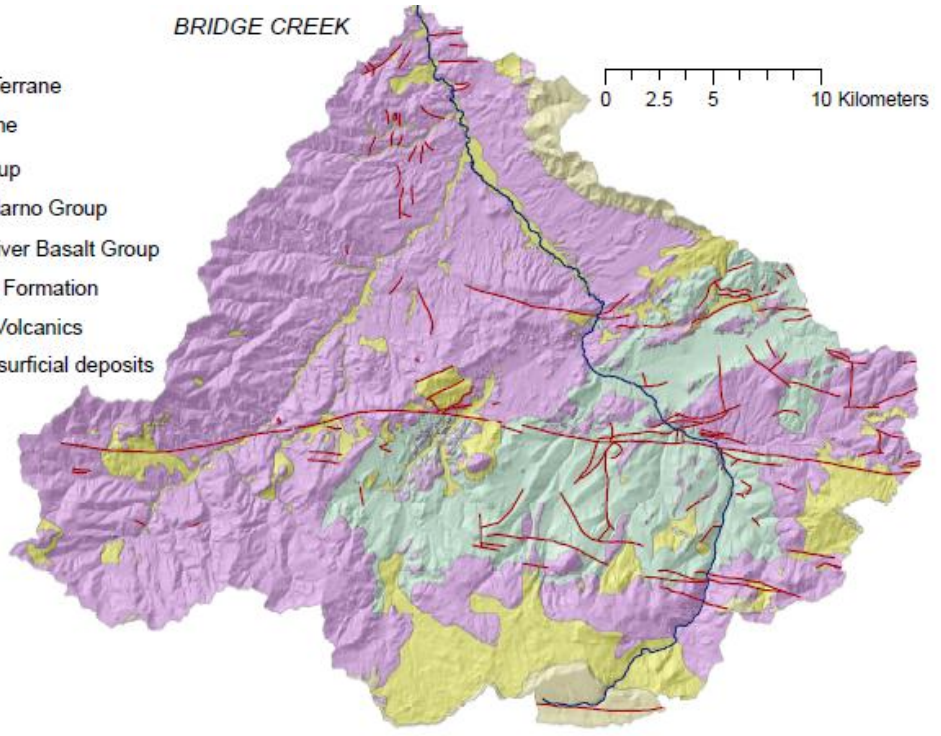 BRIDGE CREEK
Terrane
ne
up
arno Group
iver Basalt Group
Formation
Volcanics
surficial deposits
0 2.5 5 10 Kilometers